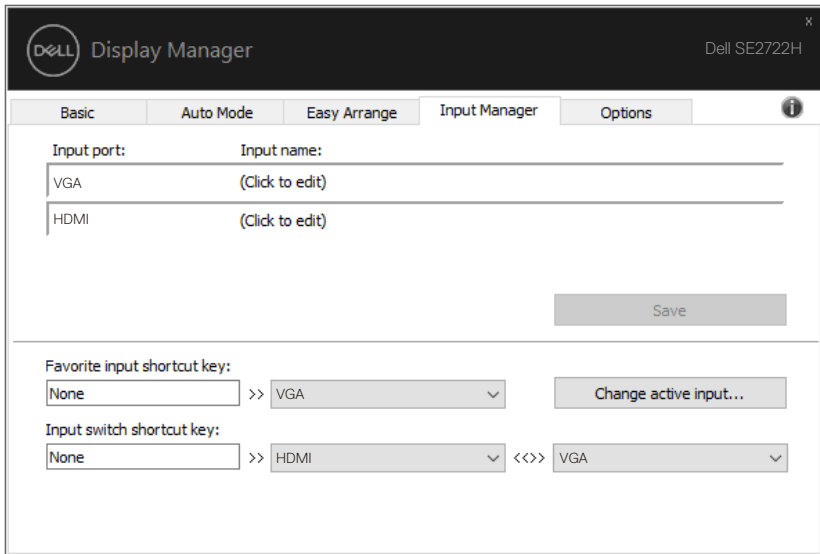 x
DELL Display Manager
Dell SE2722H
Basic Auto Mode Easy Arrange Input Manager Options i
Input port: Input name:
VGA (Click to edit)
HDMI (Click to edit)
Save
Favorite input shortcut key:
None >> VGA Change active input...
Input switch shortcut key:
None >> HDMI <<>> VGA